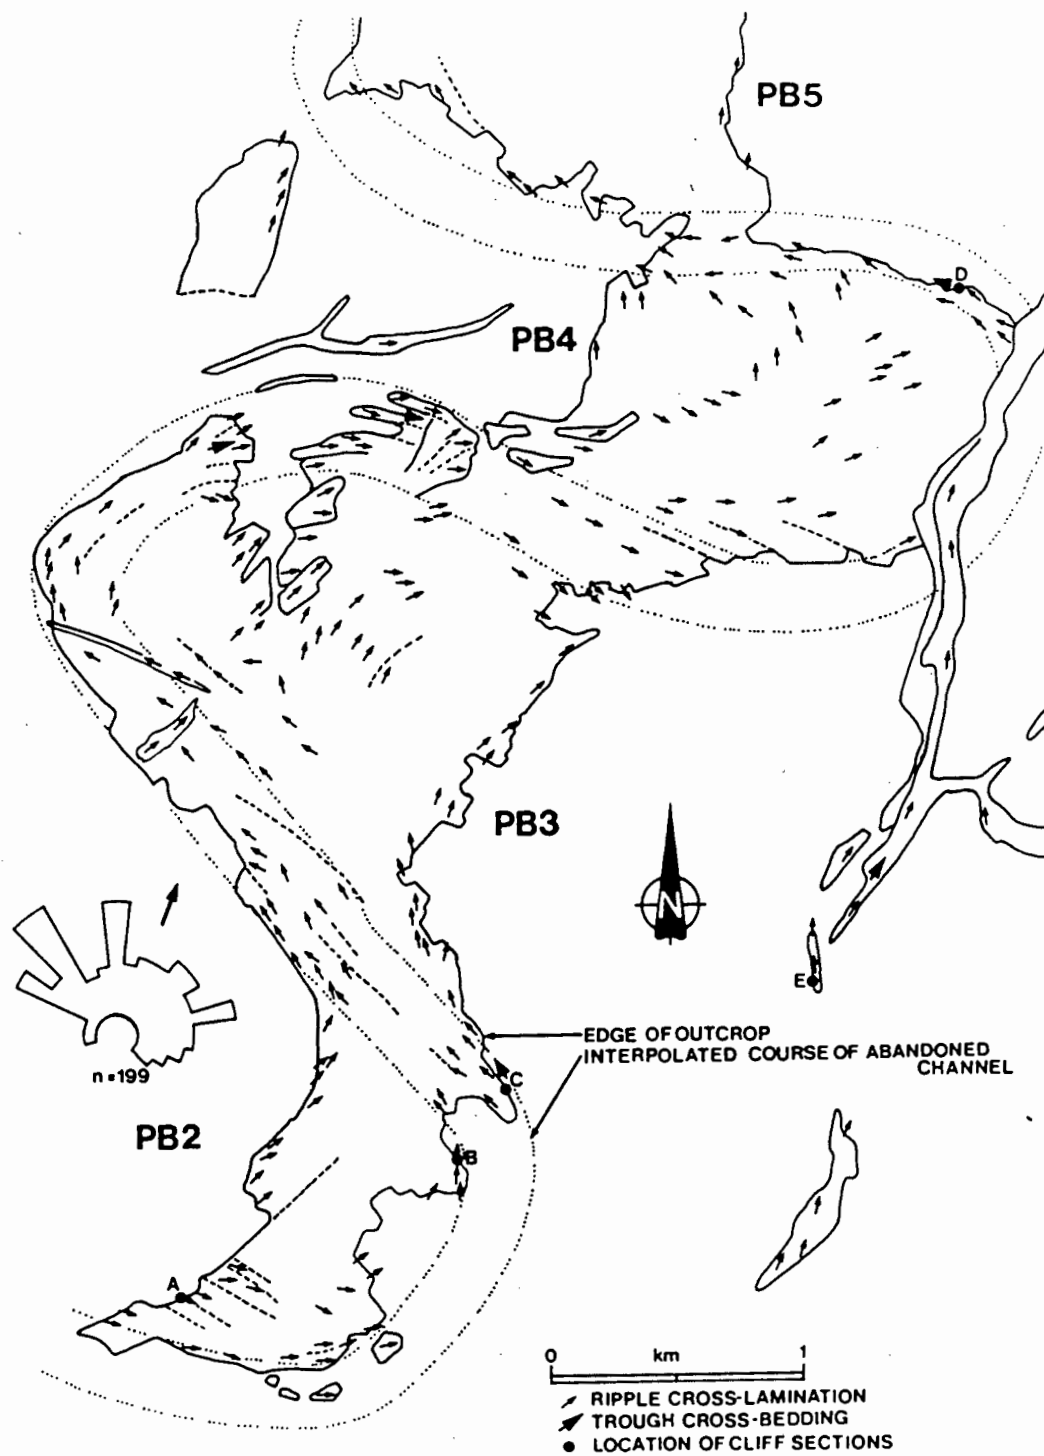 PB5
D
PB4
PB3
N
E
n=199
EDGE OF OUTCROP
INTERPOLATED COURSE OF ABANDONED
CHANNEL
C
PB2
B
A
0 km 1
RIPPLE CROSS-LAMINATION
TROUGH CROSS-BEDDING
LOCATION OF CLIFF SECTIONS